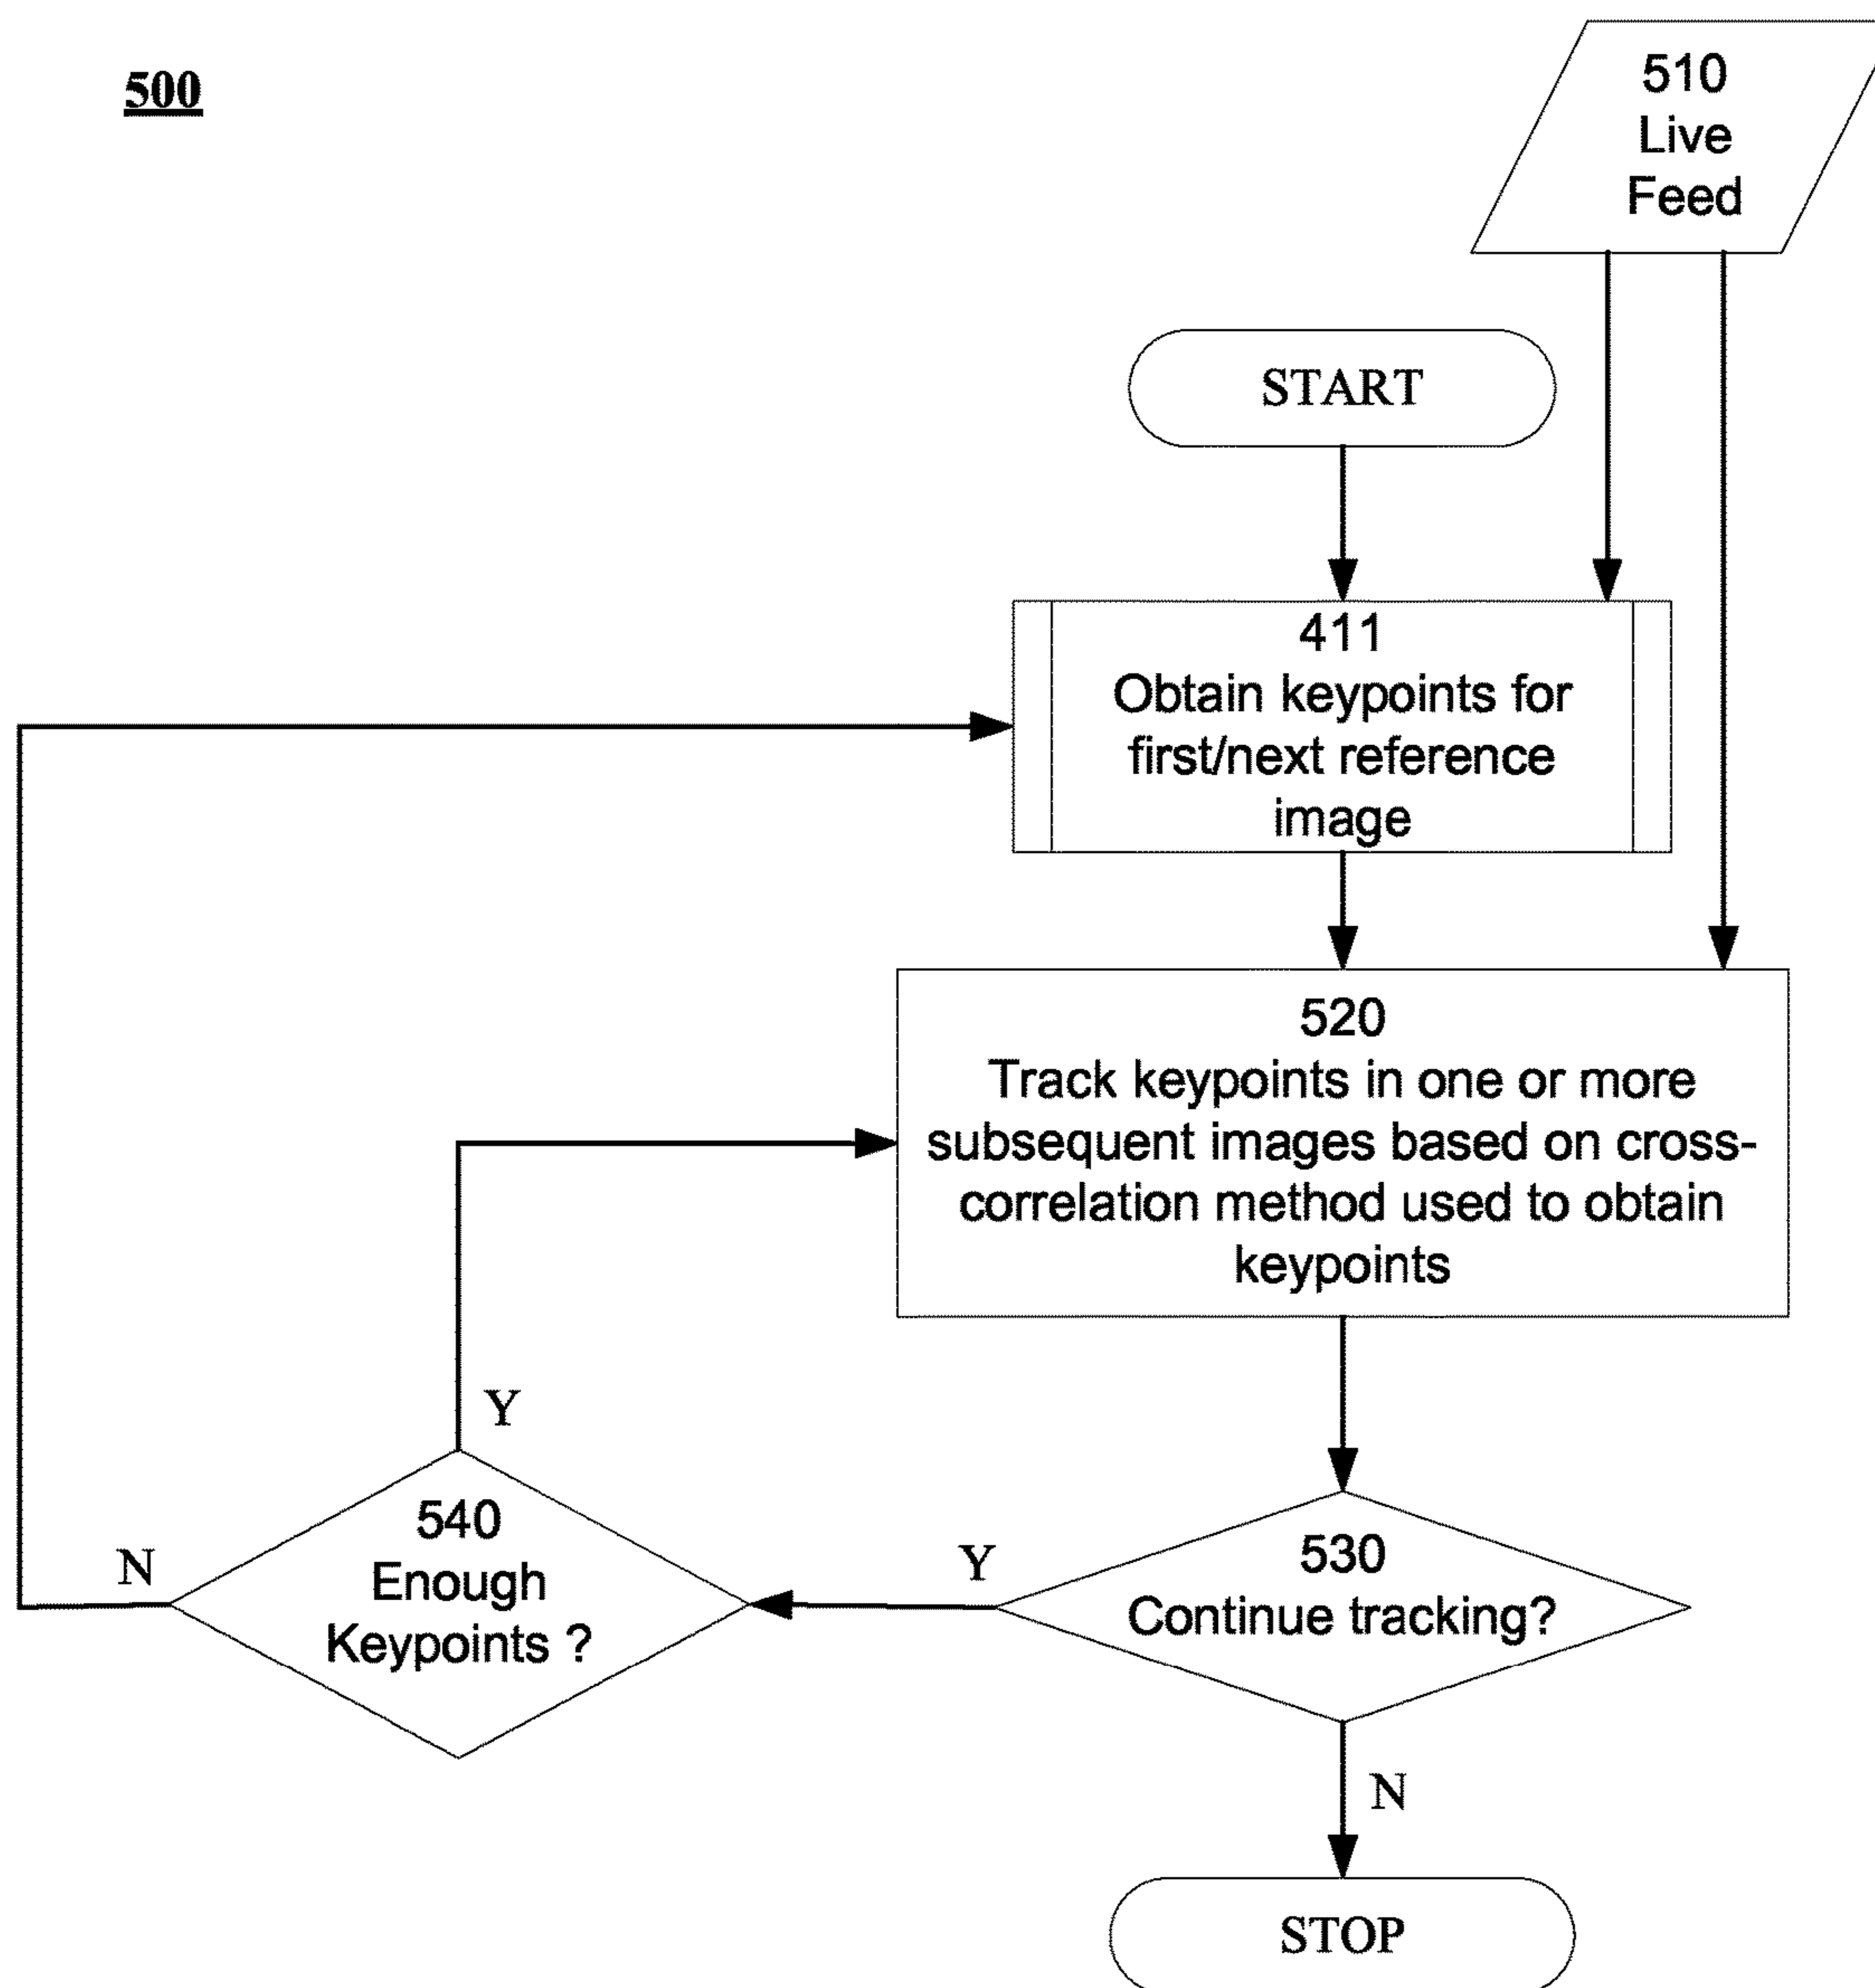 500
510
Live
Feed
START
411
Obtain keypoints for
first/next reference
image
520
Track keypoints in one or more
subsequent images based on cross-
correlation method used to obtain
keypoints
Y
540
Enough
Keypoints ?
N
Y
530
Continue tracking?
N
STOP